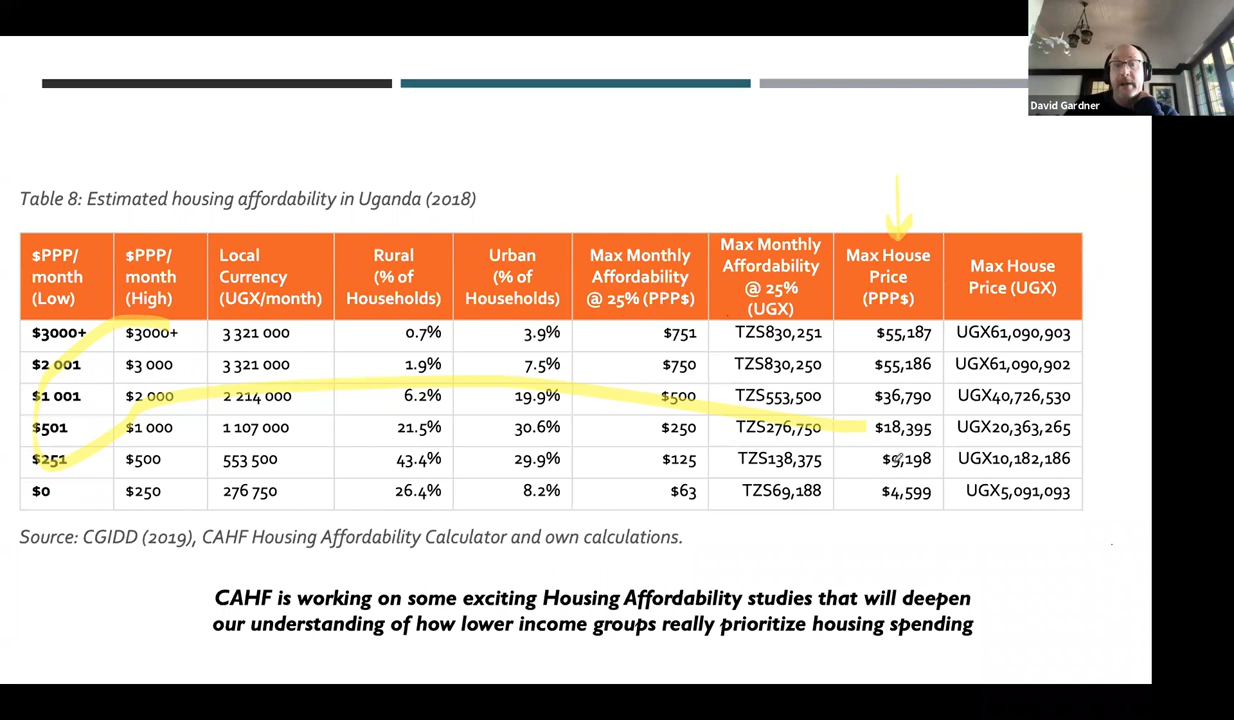 David Gardner
Table 8: Estimated housing affordability in Uganda (2018)
$PPP/ month (Low) $PPP/ month (High) Local Currency (UGX/month) Rural (% of Households) Urban (% of Households) Max Monthly Affordability @ 25% (PPP$) Max Monthly Affordability @ 25% (UGX) Max House Price (PPP$) Max House Price (UGX)
$3000+ $3000+ 3 321 000 0.7% 3.9% $751 TZS830,251 $55,187 UGX61,090,903
$2 001 $3 000 3 321 000 1.9% 7.5% $750 TZS830,250 $55,186 UGX61,090,902
$1 001 $2 000 2 214 000 6.2% 19.9% $500 TZS553,500 $36,790 UGX40,726,530
$501 $1 000 1 107 000 21.5% 30.6% $250 TZS276,750 $18,395 UGX20,363,265
$251 $500 553 500 43.4% 29.9% $125 TZS138,375 $9,198 UGX10,182,186
$0 $250 276 750 26.4% 8.2% $63 TZS69,188 $4,599 UGX5,091,093
Source: CGIDD (2019), CAHF Housing Affordability Calculator and own calculations.
CAHF is working on some exciting Housing Affordability studies that will deepen
our understanding of how lower income groups really prioritize housing spending